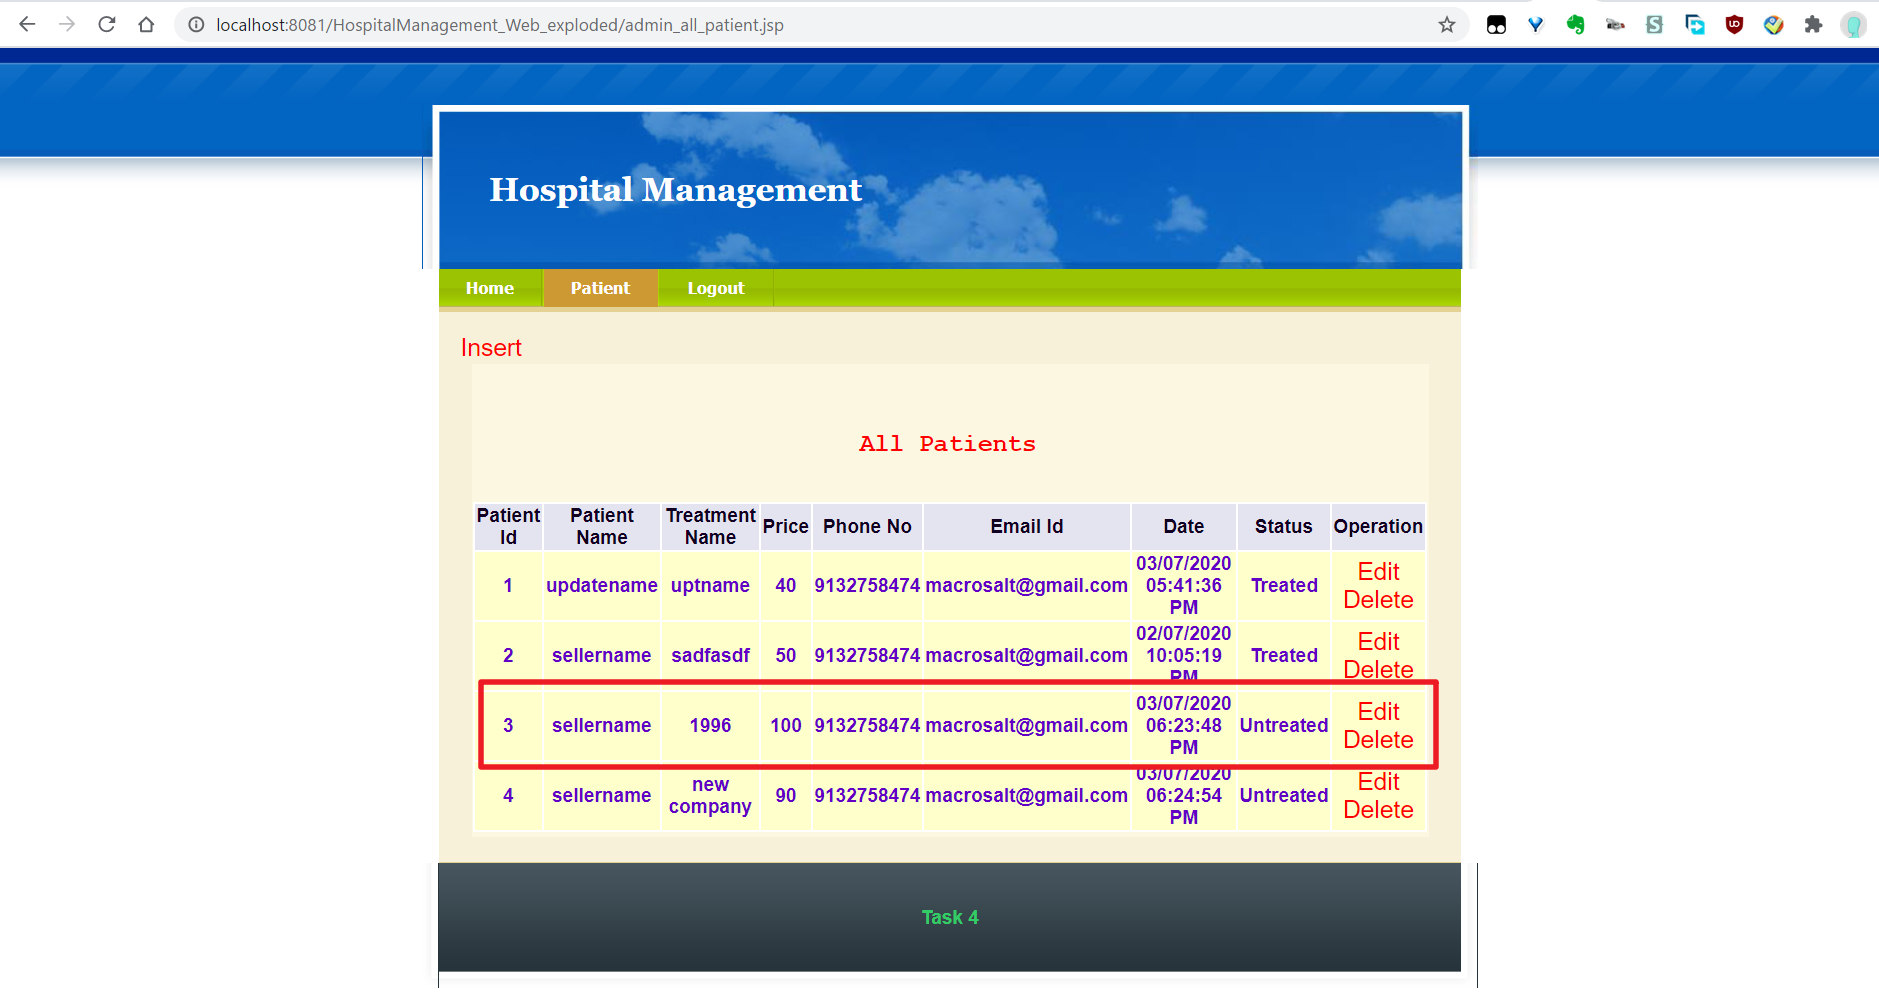 localhost:8081/HospitalManagement_Web_exploded/admin_all_patient.jsp
Hospital Management
Home Patient Logout
Insert
All Patients
Patient Id Patient Name Treatment Name Price Phone No Email Id Date Status Operation
1 updatename uptname 40 9132758474 macrosalt@gmail.com 03/07/2020 05:41:36 PM Treated Edit Delete
2 sellername sadfasdf 50 9132758474 macrosalt@gmail.com 02/07/2020 10:05:19 PM Treated Edit Delete
3 sellername 1996 100 9132758474 macrosalt@gmail.com 03/07/2020 06:23:48 PM Untreated Edit Delete
4 sellername new company 90 9132758474 macrosalt@gmail.com 03/07/2020 06:24:54 PM Untreated Edit Delete
Task 4